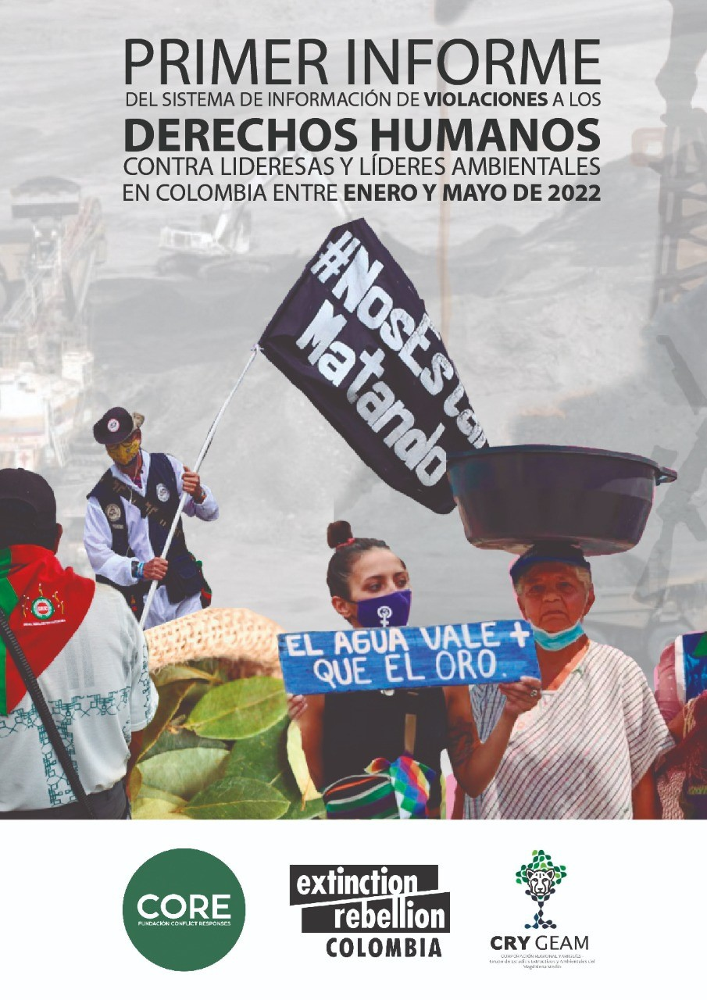 PRIMER INFORME
DEL SISTEMA DE INFORMACIÓN DE VIOLACIONES A LOS
DERECHOS HUMANOS
CONTRA LIDERESAS Y LÍDERES AMBIENTALES
EN COLOMBIA ENTRE ENERO Y MAYO DE 2022
#NosEstán
Matando
EL AGUA VALE +
QUE EL ORO.
CORE
FUNDACIÓN CONFLICT RESPONSES
extinction
rebellion
COLOMBIA
CRY GEAM
CORPORACIÓN REGIONAL YARIGUÍES -
Grupo de Estudios Extractivos y Ambientales del
Magdalena Medio